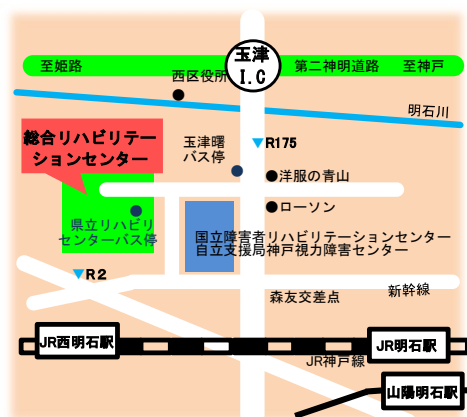 玉津
I.C
至姫路
第二神明道路
至神戸
西区役所
明石川
総合リハビリテー
ションセンター
玉津曙
バス停
R175
洋服の青山
ローソン
県立リハビリ
センターバス停
国立障害者リハビリテーションセンター
自立支援局神戸視力障害センター
R2
森友交差点
新幹線
JR西明石駅
JR明石駅
JR神戸線
山陽明石駅